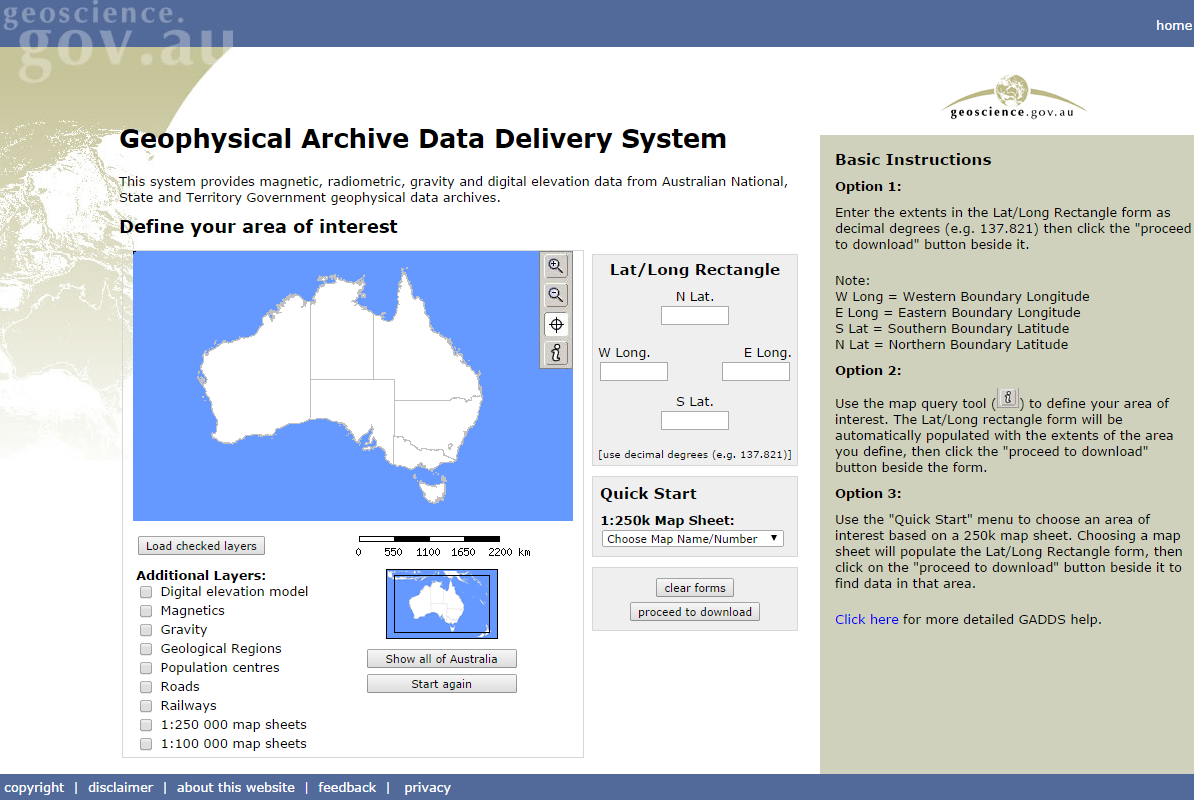 geoscience.
gov.au
home
geoscience.gov.au
Geophysical Archive Data Delivery System
This system provides magnetic, radiometric, gravity and digital elevation data from Australian National,
State and Territory Government geophysical data archives.
Define your area of interest
Lat/Long Rectangle
N Lat.
W Long.
E Long.
S Lat.
[use decimal degrees (e.g. 137.821)]
Quick Start
1:250k Map Sheet:
Choose Map Name/Number
clear forms
proceed to download
Load checked layers
0 550 1100 1650 2200 km
Additional Layers:
Digital elevation model
Magnetics
Gravity
Geological Regions
Population centres
Roads
Railways
1:250 000 map sheets
1:100 000 map sheets
Show all of Australia
Start again
Basic Instructions
Option 1:
Enter the extents in the Lat/Long Rectangle form as
decimal degrees (e.g. 137.821) then click the "proceed
to download" button beside it.
Note:
W Long = Western Boundary Longitude
E Long = Eastern Boundary Longitude
S Lat = Southern Boundary Latitude
N Lat = Northern Boundary Latitude
Option 2:
Use the map query tool (i) to define your area of
interest. The Lat/Long rectangle form will be
automatically populated with the extents of the area
you define, then click the "proceed to download"
button beside the form.
Option 3:
Use the "Quick Start" menu to choose an area of
interest based on a 250k map sheet. Choosing a map
sheet will populate the Lat/Long Rectangle form, then
click on the "proceed to download" button beside it to
find data in that area.
Click here for more detailed GADDS help.
copyright | disclaimer | about this website | feedback | privacy